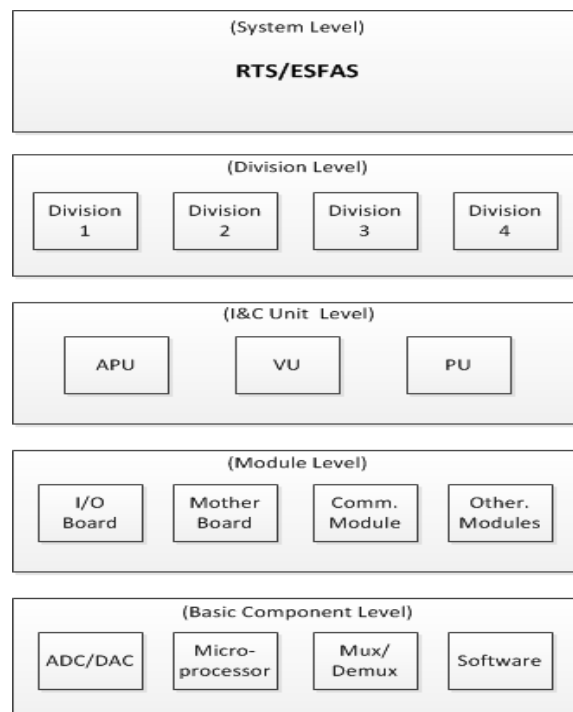 (System Level)
RTS/ESFAS
(Division Level)
Division
1
Division
2
Division
3
Division
4
(I&C Unit Level)
APU
VU
PU
(Module Level)
I/O
Board
Mother
Board
Comm.
Module
Other.
Modules
(Basic Component Level)
ADC/DAC
Micro-
processor
Mux/
Demux
Software